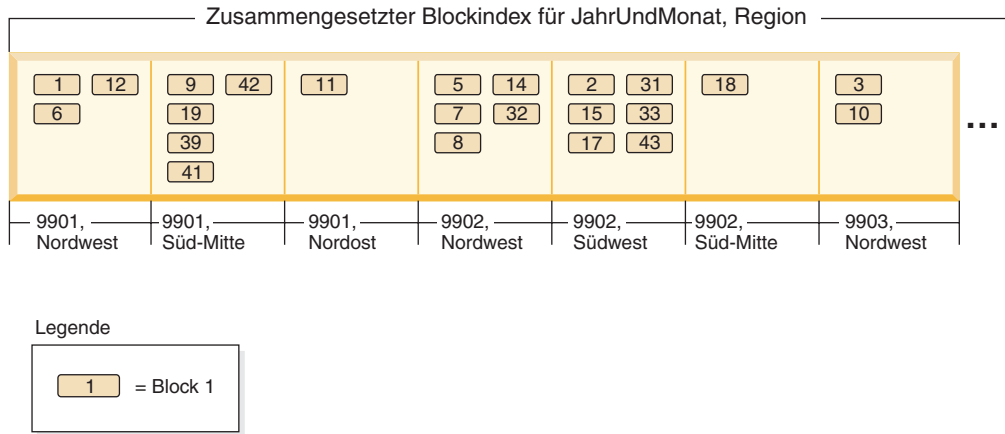 Zusammengesetzter Blockindex für JahrUndMonat, Region
1 12 9 42 11 5 14 2 31 18 3
6 19 7 32 15 33 10
39 8 17 43
41
...
9901, 9901, 9901, 9902, 9902, 9902, 9903,
Nordwest Süd-Mitte Nordost Nordwest Südwest Süd-Mitte Nordwest
Legende
1 = Block 1